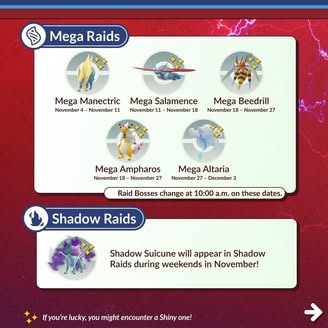 Mega Raids
Mega Manectric
November 4 – November 11
Mega Salamence
November 11 – November 18
Mega Beedrill
November 18 – November 27
Mega Ampharos
November 18 – November 27
Mega Altaria
November 27 – December 3
Raid Bosses change at 10:00 a.m. on these dates.
Shadow Raids
Shadow Suicune will appear in Shadow
Raids during weekends in November!
If you're lucky, you might encounter a Shiny one!